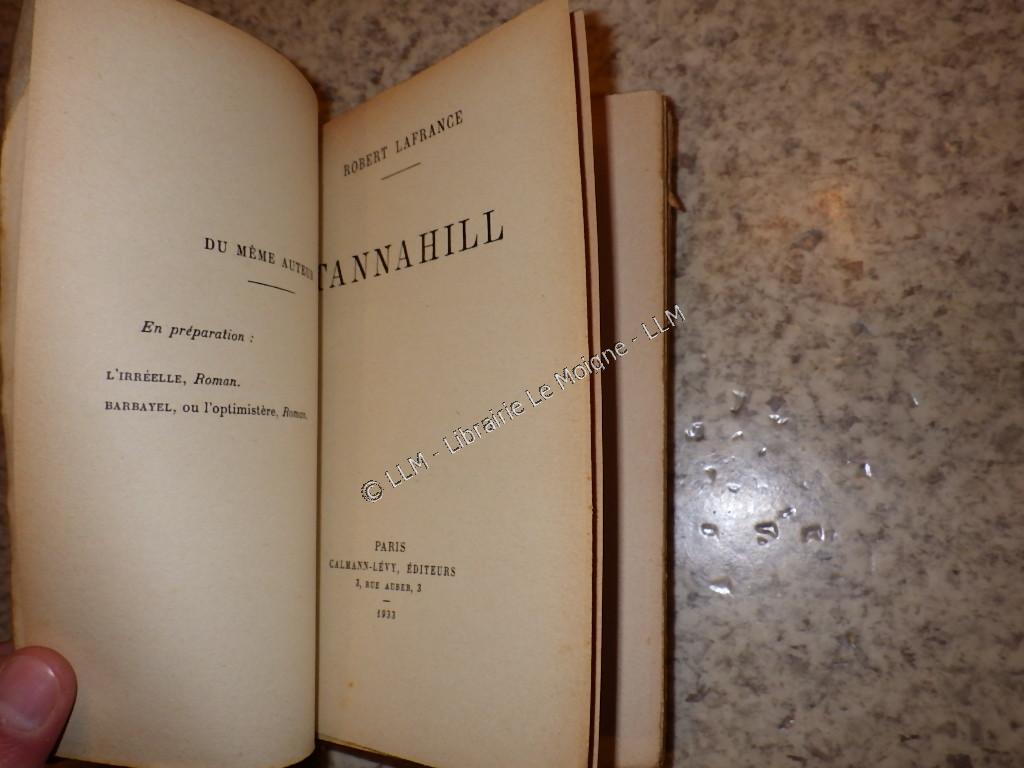 DU MÊME AUTEUR
En préparation :
L'IRRÉELLE, Roman.
BARBAYEL, ou l'optimistère, Roman.
ROBERT LAFRANCE
TANNAHILL
PARIS
CALMANN-LÉVY, ÉDITEURS
3, RUE AUBER, 3
1933
© LLM - Librairie Le Moigne - LLM